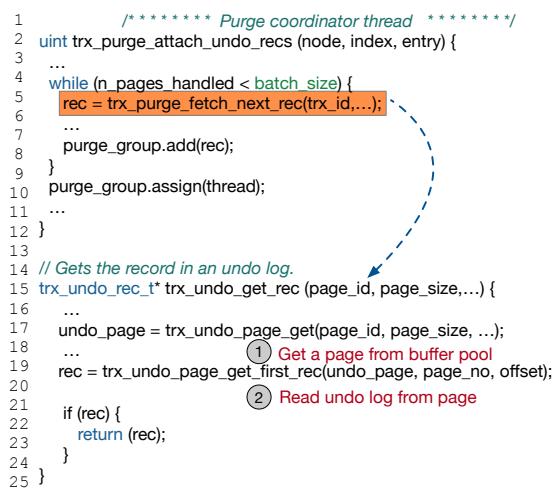 1 /* * * * * * * * Purge coordinator thread * * * * * * * */
2 uint trx_purge_attach_undo_recs (node, index, entry) {
3 …
4 while (n_pages_handled < batch_size) {
5 rec = trx_purge_fetch_next_rec(trx_id,…);
6 …
7 purge_group.add(rec);
8 }
9 purge_group.assign(thread);
10 …
11
12 }
13
14 // Gets the record in an undo log.
15 trx_undo_rec_t* trx_undo_get_rec (page_id, page_size,…) {
16 …
17 undo_page = trx_undo_page_get(page_id, page_size, …);
18 … 1 Get a page from buffer pool
19 rec = trx_undo_page_get_first_rec(undo_page, page_no, offset);
20 2 Read undo log from page
21 if (rec) {
22 return (rec);
23 }
24
25 }